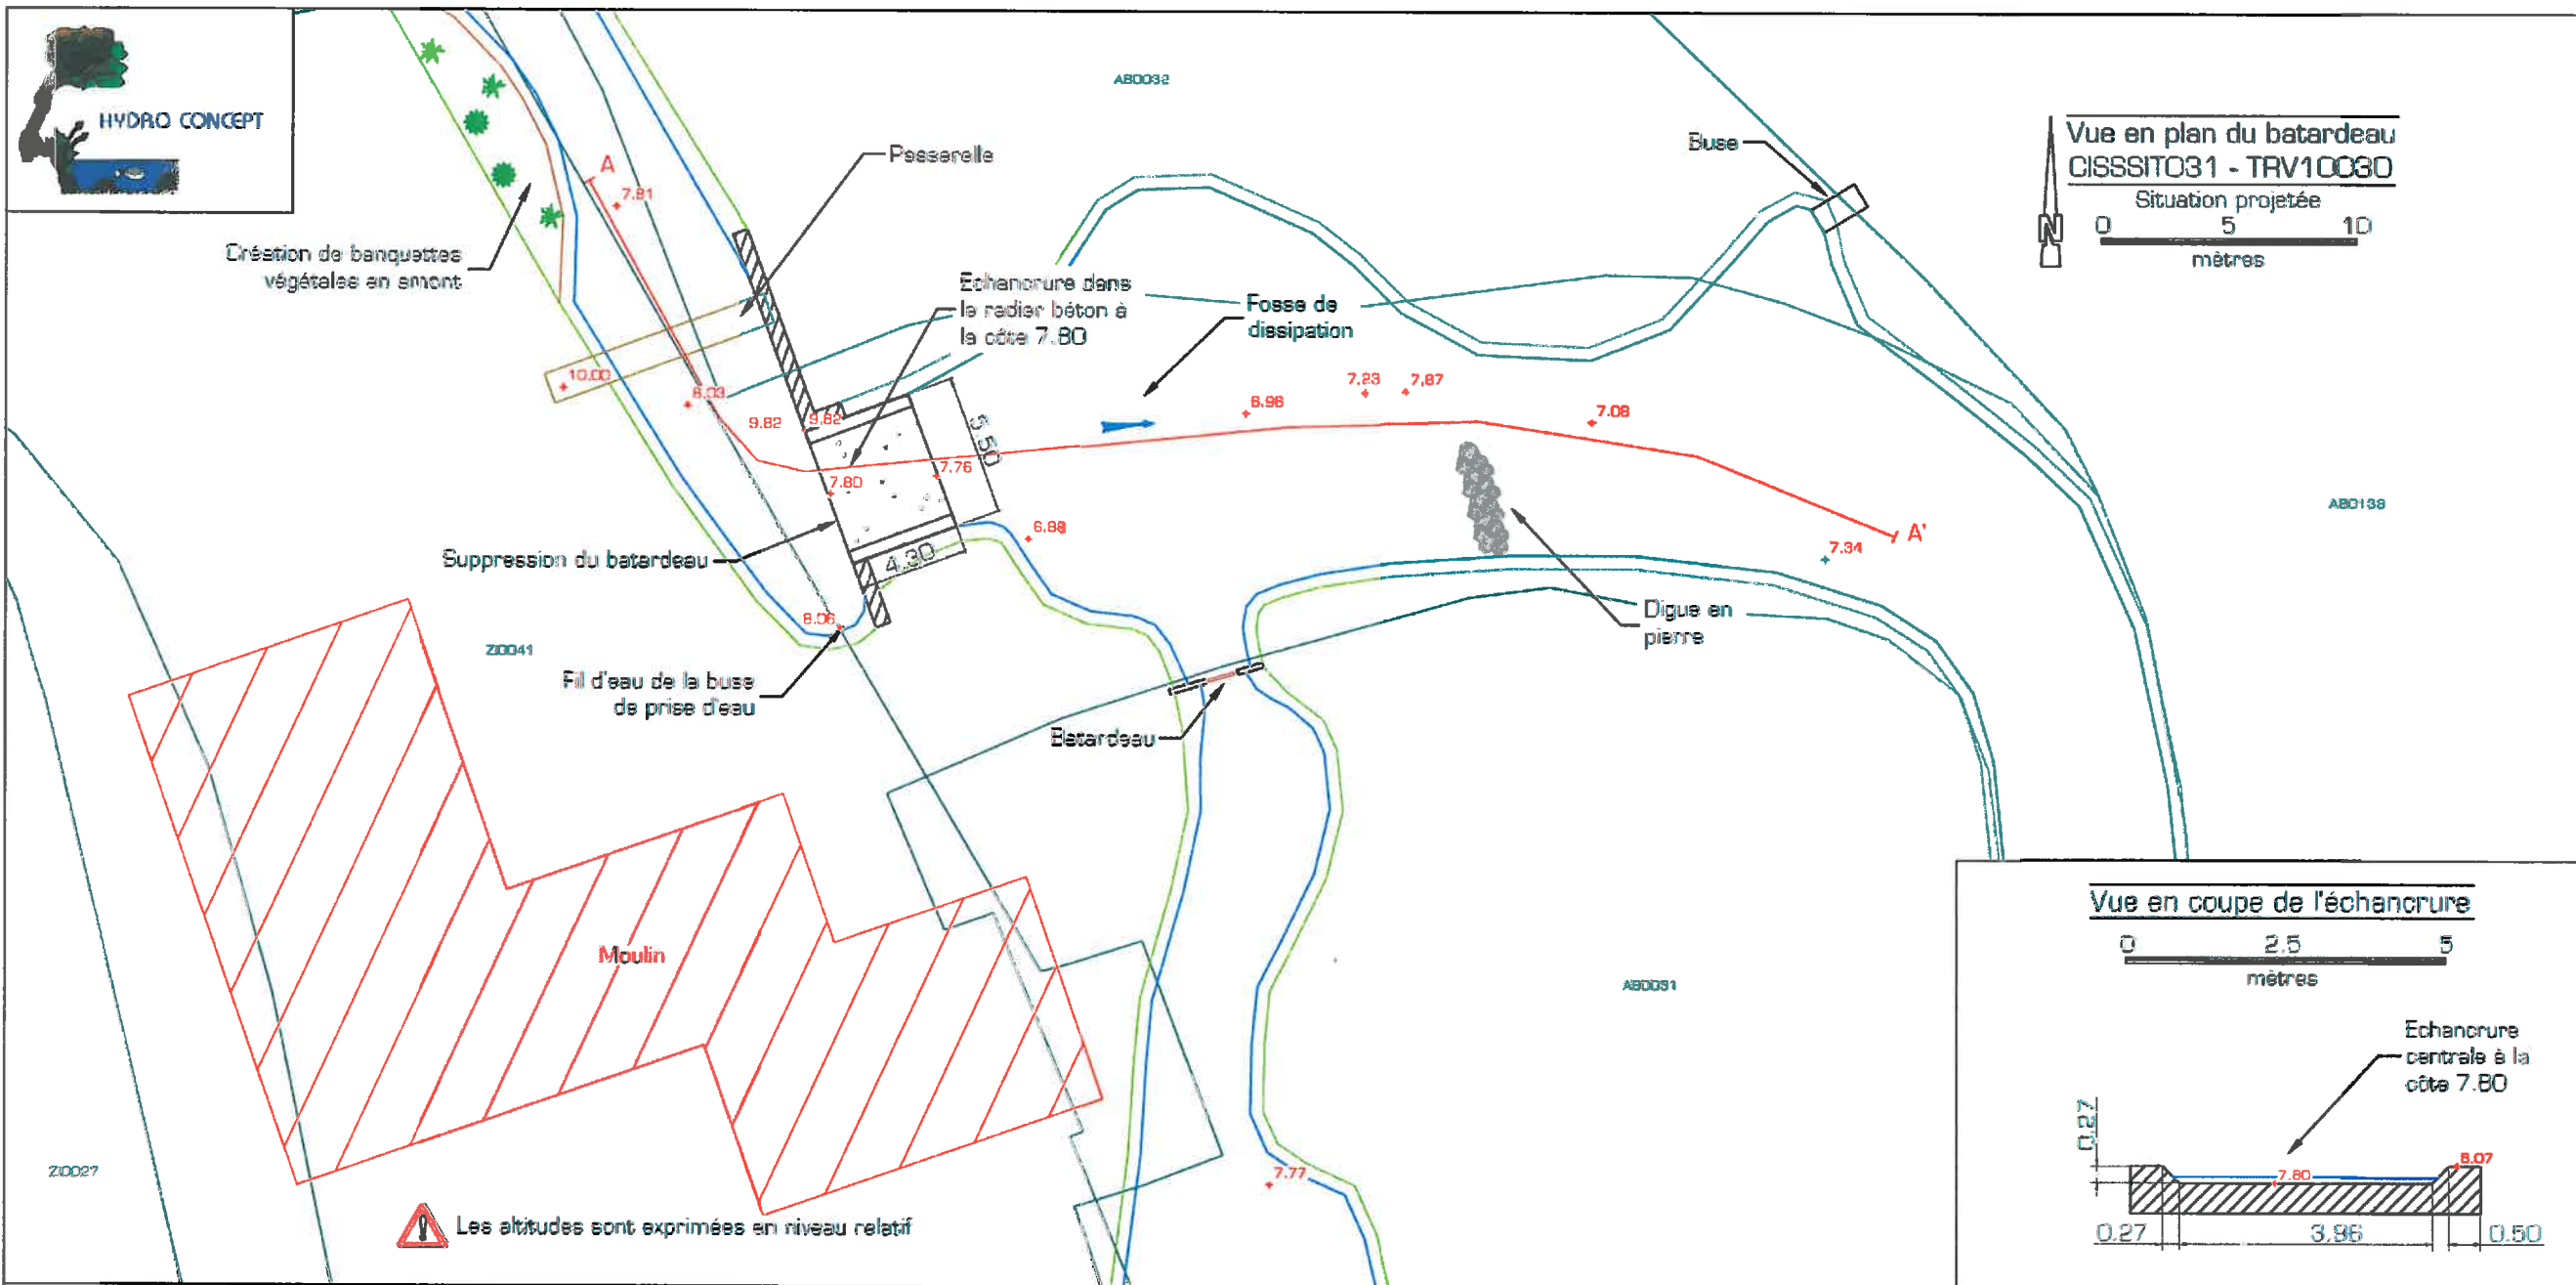 HYDRO CONCEPT
AB0032
Vue en plan du batardeau
CISSSIT031 - TRV10030
Situation projetée
0 5 10
mètres
N
Buse
Passerelle
A
7.81
Création de banquettes
végétales en amont
Echancrure dans
le radier béton à
la côte 7.80
Fosse de
dissipation
10.00
8.03
9.82
9.82
5.50
6.96
7.23
7.87
7.08
7.80
7.76
AB0138
A'
6.88
7.34
Suppression du batardeau
4.30
8.06
Digue en
pierre
ZI0041
Fil d'eau de la buse
de prise d'eau
Batardeau
Moulin
AB0031
Vue en coupe de l'échancrure
0 2.5 5
mètres
Echancrure
centrale à la
côte 7.80
0.27
8.07
7.80
0.27
3.96
0.50
7.77
ZI0027
Les altitudes sont exprimées en niveau relatif